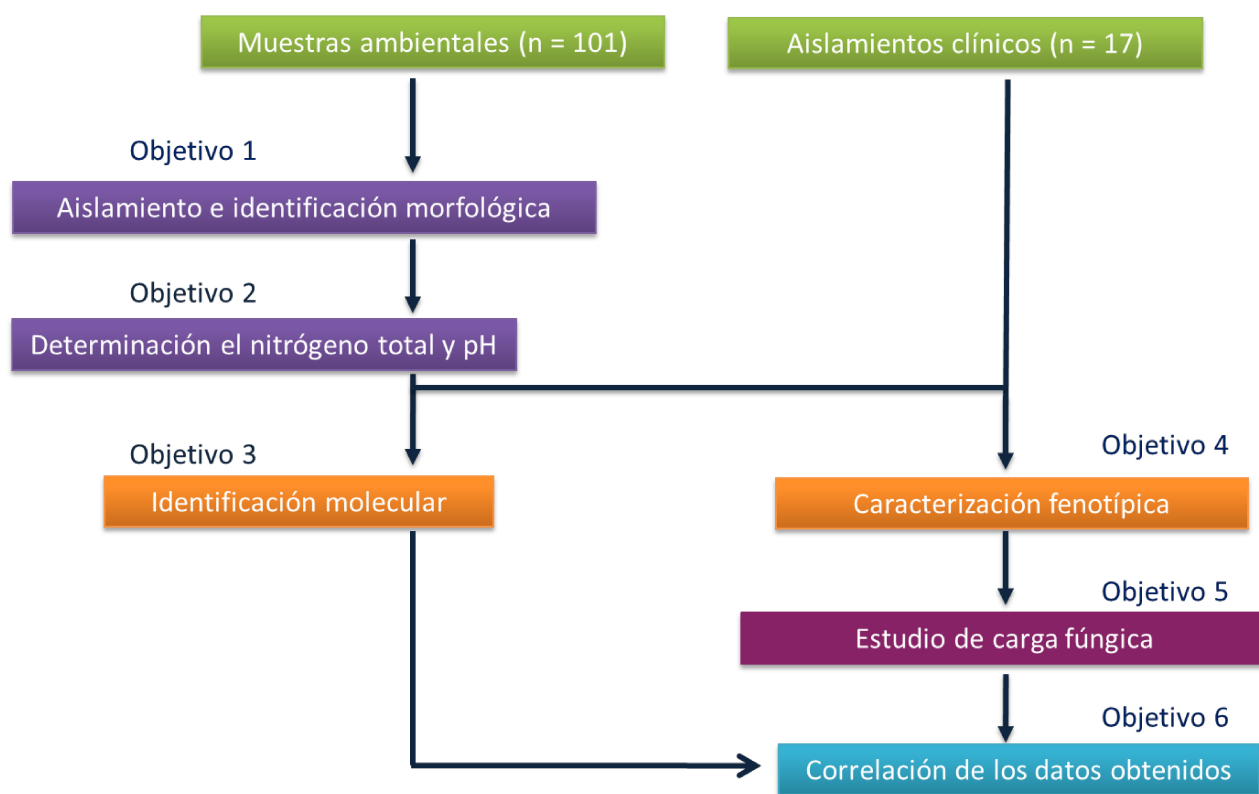 Muestras ambientales (n = 101)
Aislamientos clínicos (n = 17)
Objetivo 1
Aislamiento e identificación morfológica
Objetivo 2
Determinación el nitrógeno total y pH
Objetivo 3
Identificación molecular
Objetivo 4
Caracterización fenotípica
Objetivo 5
Estudio de carga fúngica
Objetivo 6
Correlación de los datos obtenidos